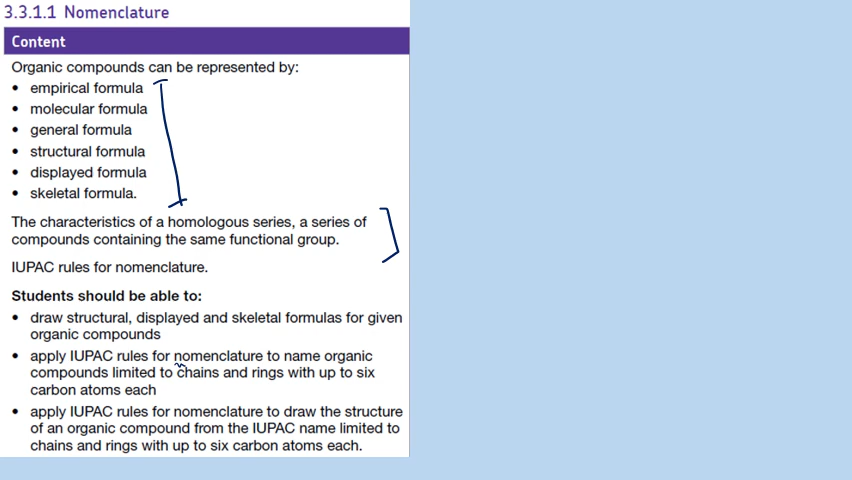 3.3.1.1 Nomenclature
Content
Organic compounds can be represented by:
• empirical formula
• molecular formula
• general formula
• structural formula
• displayed formula
• skeletal formula.
The characteristics of a homologous series, a series of
compounds containing the same functional group.
IUPAC rules for nomenclature.
Students should be able to:
• draw structural, displayed and skeletal formulas for given
organic compounds
• apply IUPAC rules for nomenclature to name organic
compounds limited to chains and rings with up to six
carbon atoms each
• apply IUPAC rules for nomenclature to draw the structure
of an organic compound from the IUPAC name limited to
chains and rings with up to six carbon atoms each.